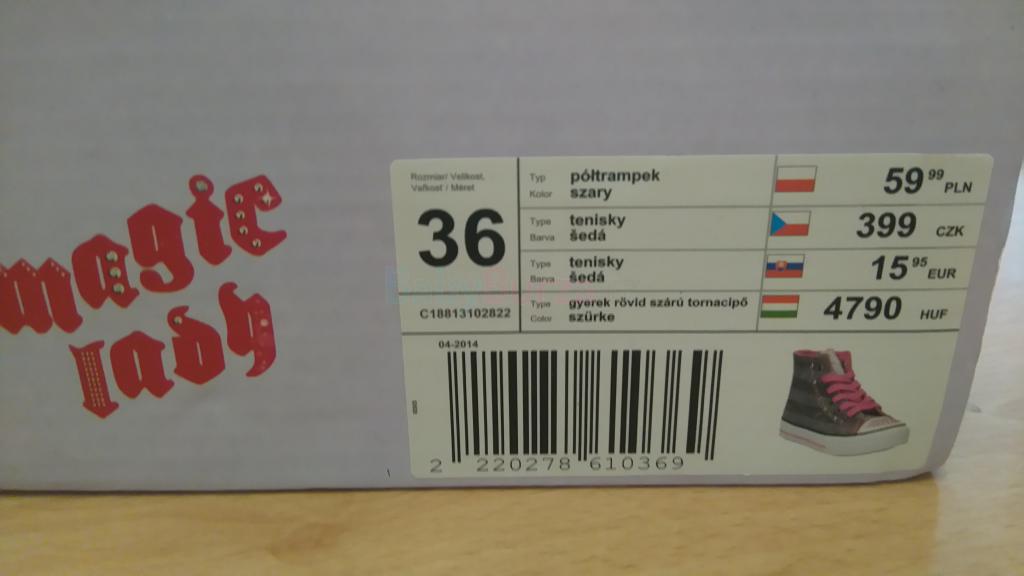 magic
lady
Rozmiar/ Velikost,
Veľkosť / Méret
36
C18813102822
Typ półtrampek
Kolor szary
59 99 PLN
Type tenisky
Barva šedá
399 CZK
Type tenisky
Barva šedá
15 95 EUR
Type gyerek rövid szárú tornacipő
Color szürke
4790 HUF
04-2014
2 220278 610369